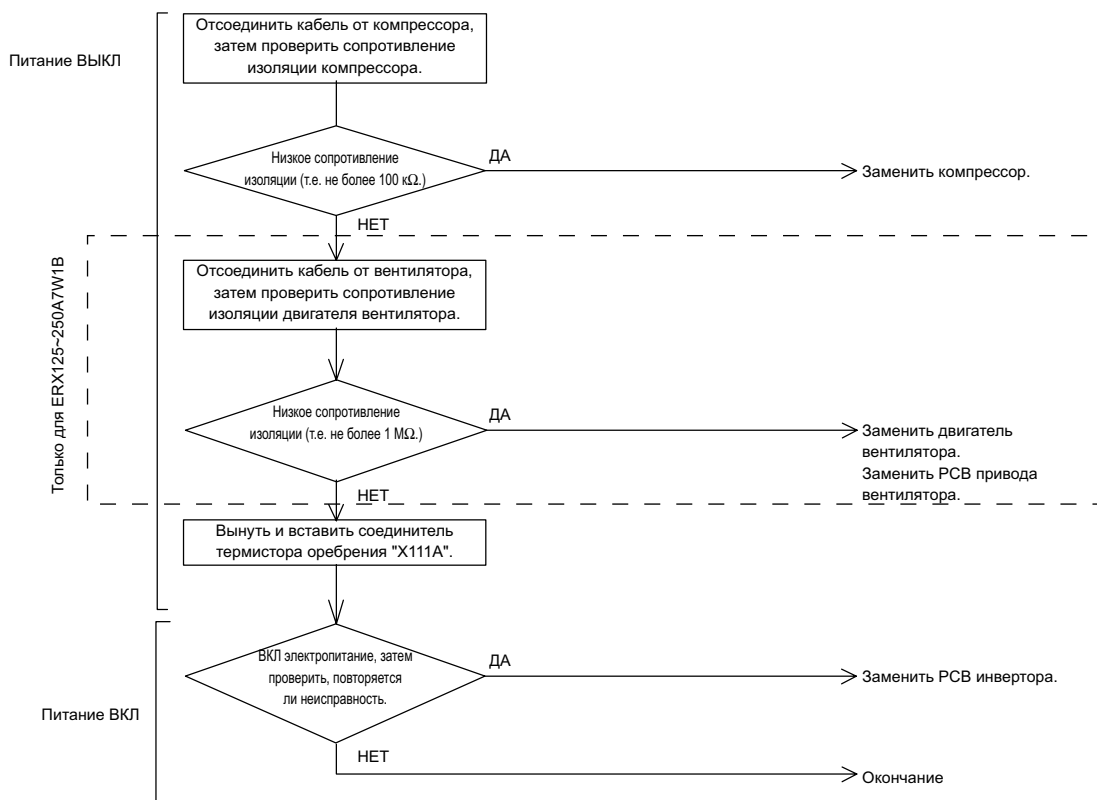 Отсоединить кабель от компрессора,
затем проверить сопротивление
изоляции компрессора.
Питание ВЫКЛ
Низкое сопротивление
изоляции (т.е. не более 100 кΩ.)
ДА
Заменить компрессор.
НЕТ
Только для ERX125~250A7W1B
Отсоединить кабель от вентилятора,
затем проверить сопротивление
изоляции двигателя вентилятора.
Низкое сопротивление
изоляции (т.е. не более 1 MΩ.)
ДА
Заменить двигатель
вентилятора.
Заменить PCB привода
вентилятора.
НЕТ
Вынуть и вставить соединитель
термистора оребрения "X111A".
ВКЛ электропитание, затем
проверить, повторяется
ли неисправность.
ДА
Заменить PCB инвертора.
Питание ВКЛ
НЕТ
Окончание